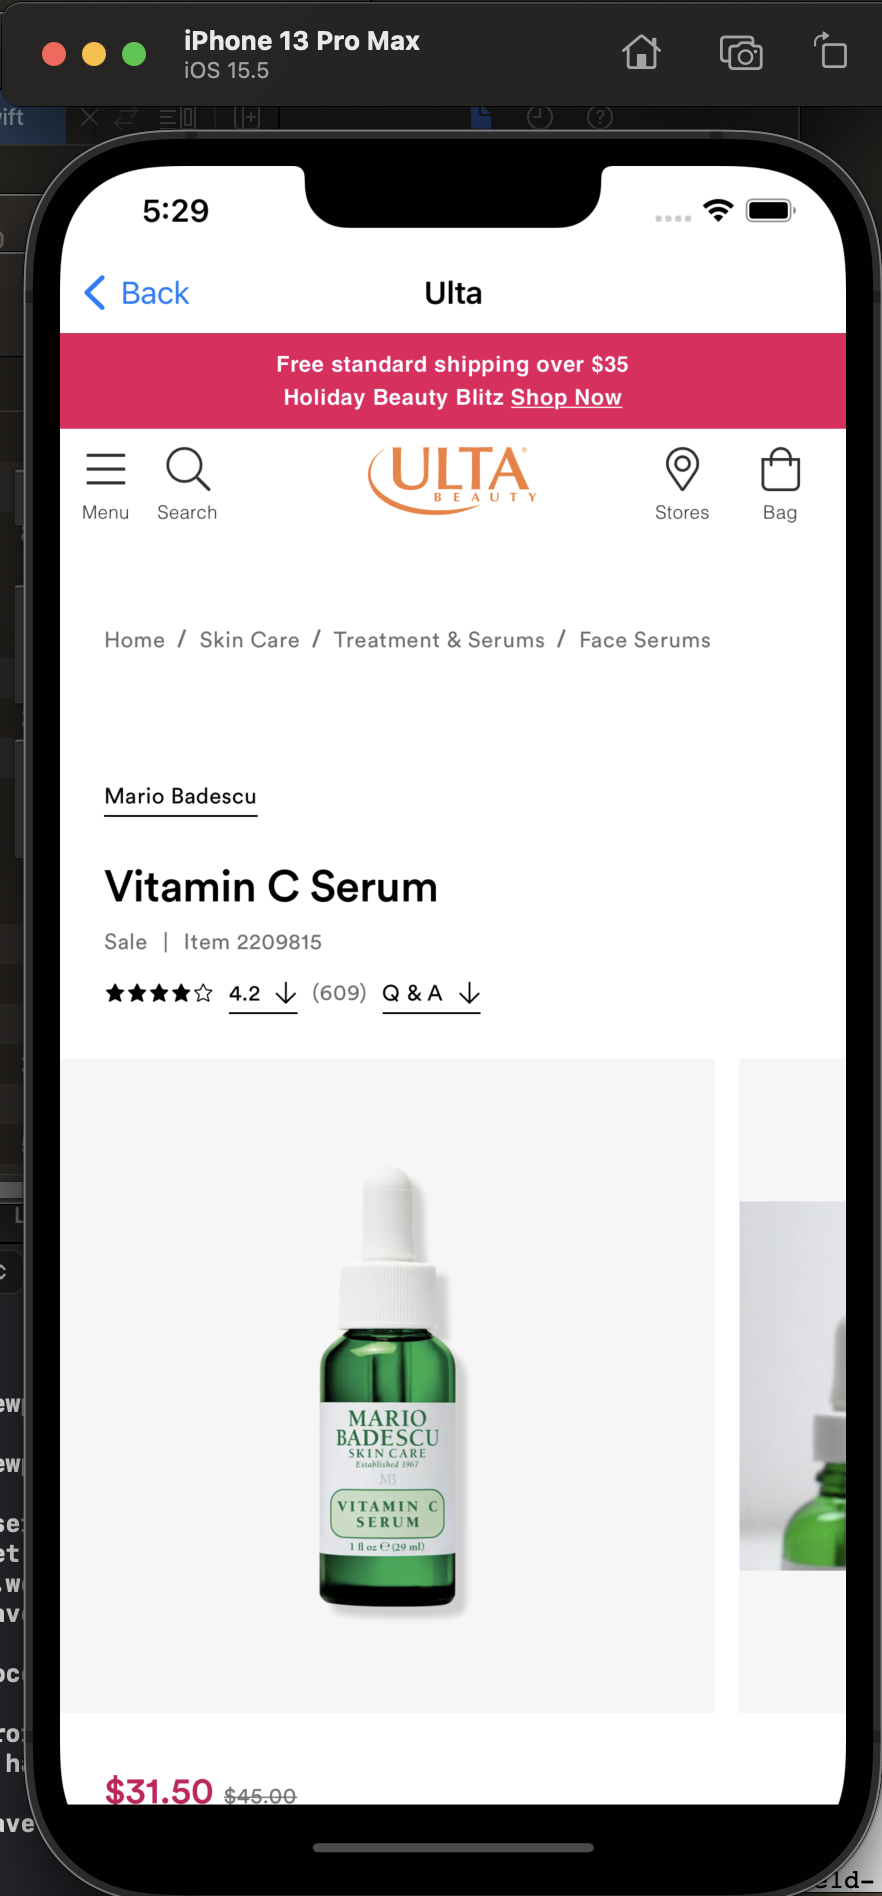 iPhone 13 Pro Max
iOS 15.5
ift
5:29
Back
Ulta
Free standard shipping over $35
Holiday Beauty Blitz Shop Now
ULTA
BEAUTY
Menu
Search
Stores
Bag
Home / Skin Care / Treatment & Serums / Face Serums
Mario Badescu
Vitamin C Serum
Sale | Item 2209815
4.2 (609) Q & A
MARIO
BADESCU
SKIN CARE
Established 1967
MB
VITAMIN C
SERUM
1 fl oz ℮ (29 ml)
$31.50 $45.00